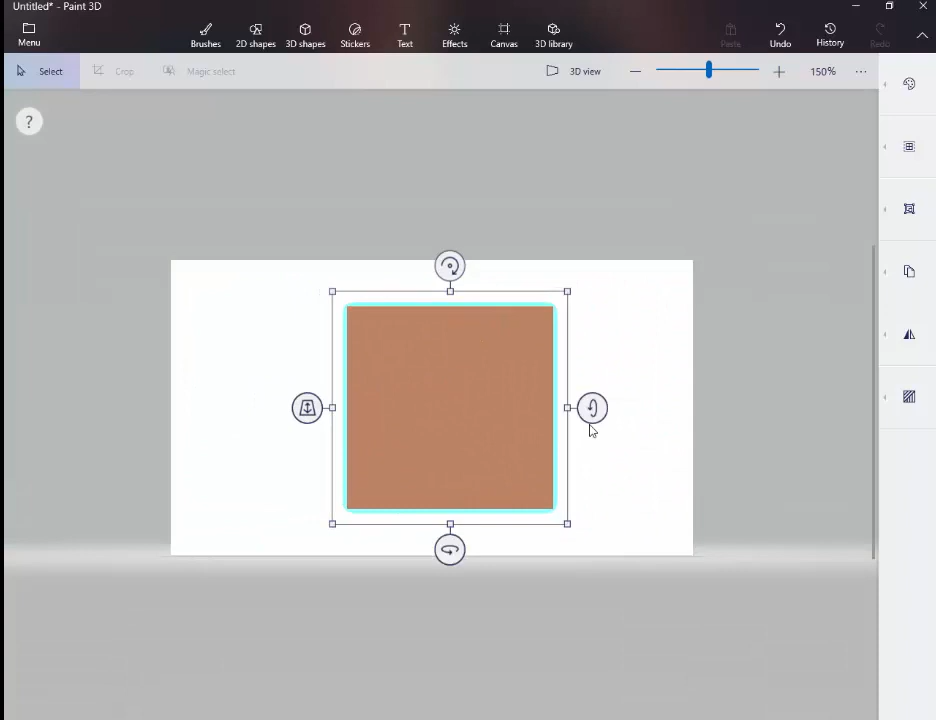 Untitled* - Paint 3D
Menu
Brushes
2D shapes
3D shapes
Stickers
Text
Effects
Canvas
3D library
Paste
Undo
History
Redo
Select
Crop
Magic select
3D view
150%
?